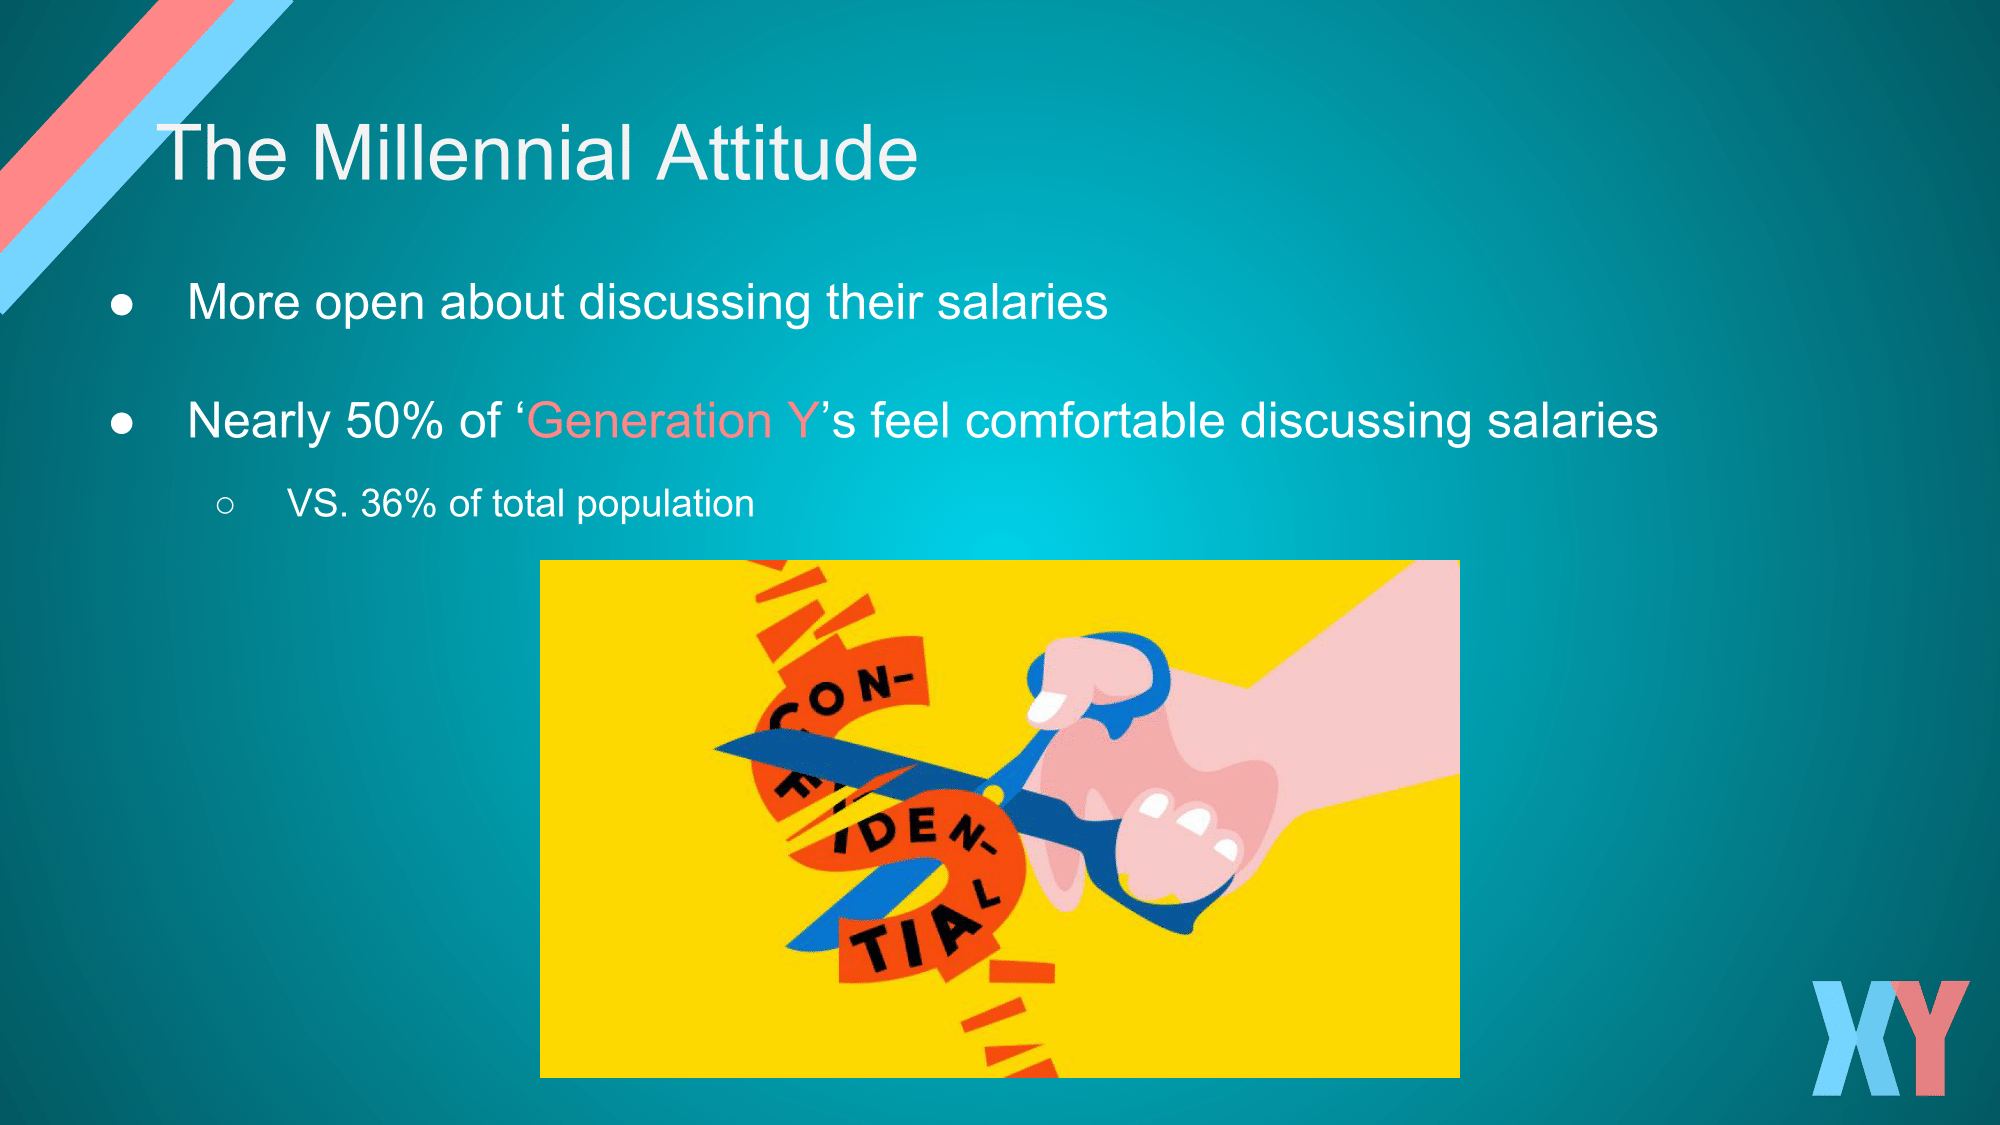 The Millennial Attitude
● More open about discussing their salaries
● Nearly 50% of ‘Generation Y’s feel comfortable discussing salaries
○ VS. 36% of total population
CON-
FIDEN-
TIAL
XY